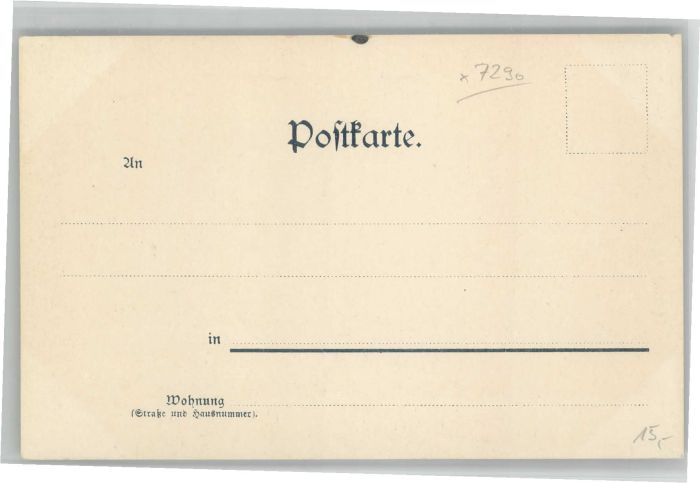 x 7290
Poſtkarte.
An
in
Wohnung
(Straße und Hausnummer).
15,-